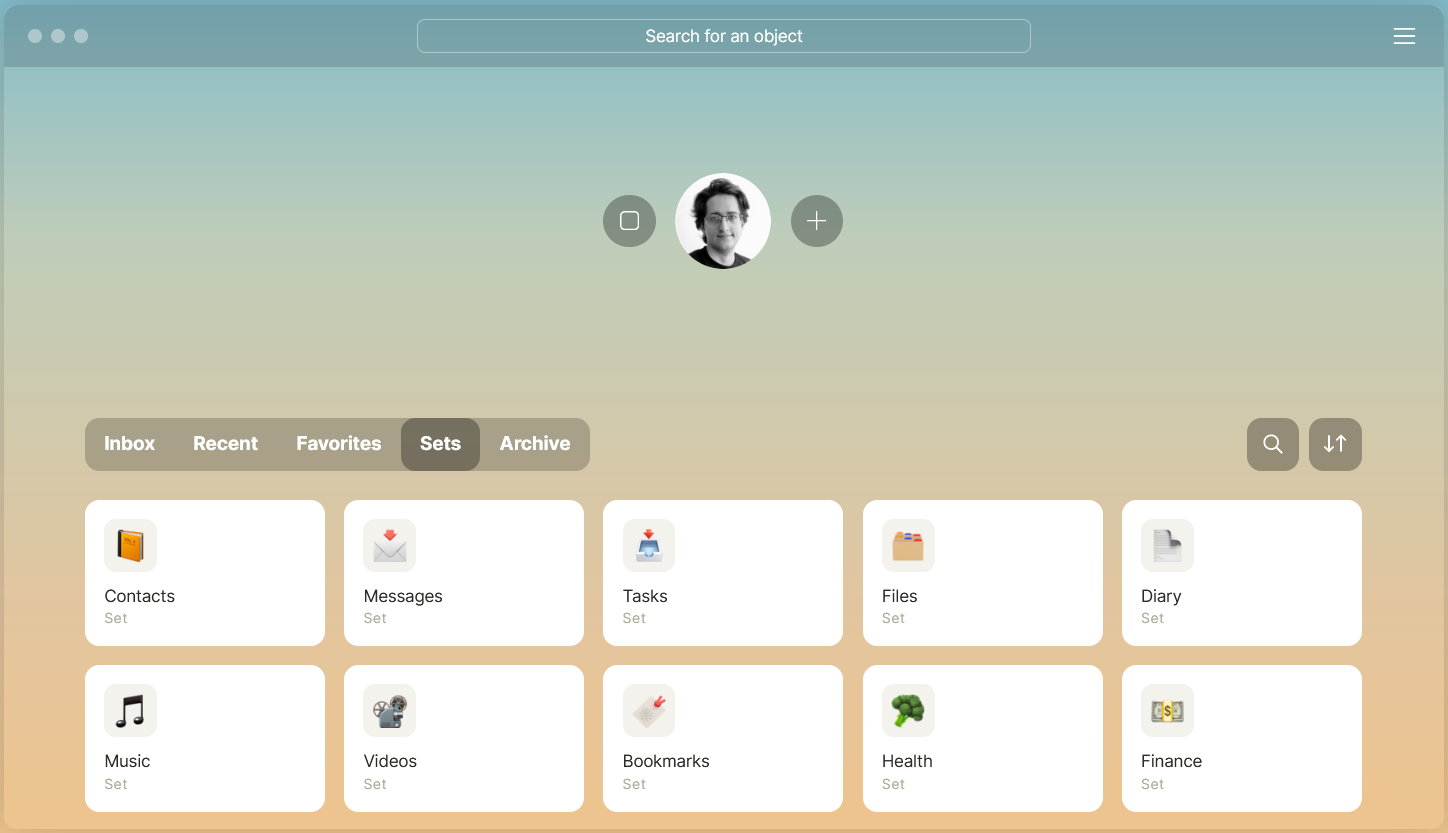 Search for an object
Inbox Recent Favorites Sets Archive
Contacts Messages Tasks Files Diary
Set Set Set Set Set
Music Videos Bookmarks Health Finance
Set Set Set Set Set